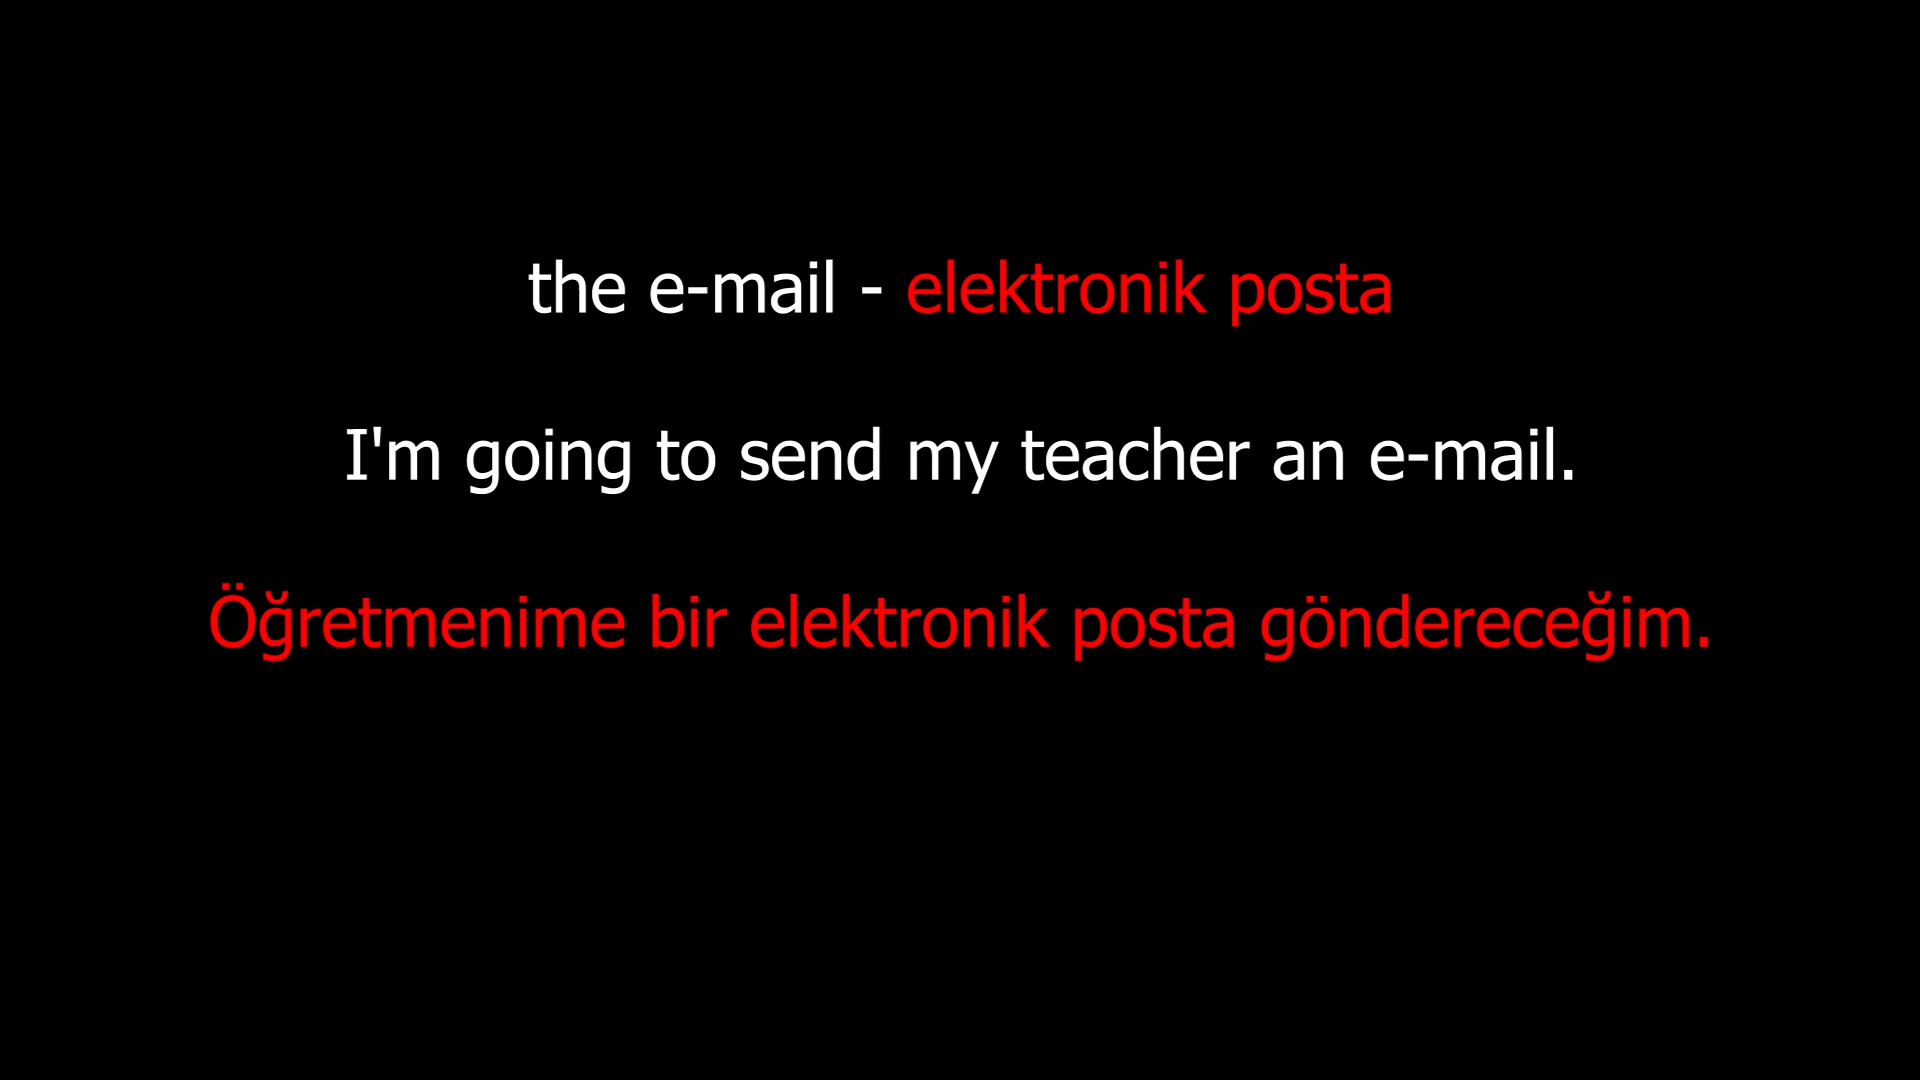 the e-mail - elektronik posta
I'm going to send my teacher an e-mail.
Öğretmenime bir elektronik posta göndereceğim.